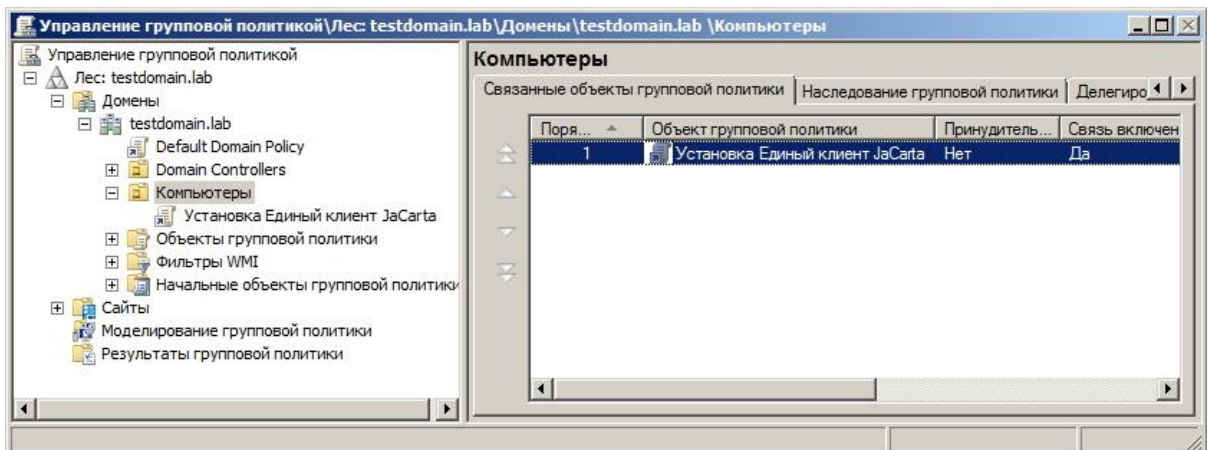 Управление групповой политикой\Лес: testdomain.lab\Домены\testdomain.lab \Компьютеры
Управление групповой политикой
Лес: testdomain.lab
Домены
testdomain.lab
Default Domain Policy
Domain Controllers
Компьютеры
Установка Единый клиент JaCarta
Объекты групповой политики
Фильтры WMI
Начальные объекты групповой политики
Сайты
Моделирование групповой политики
Результаты групповой политики
Компьютеры
Связанные объекты групповой политики Наследование групповой политики Делегиро
Поря... Объект групповой политики Принудитель... Связь включен
1 Установка Единый клиент JaCarta Нет Да